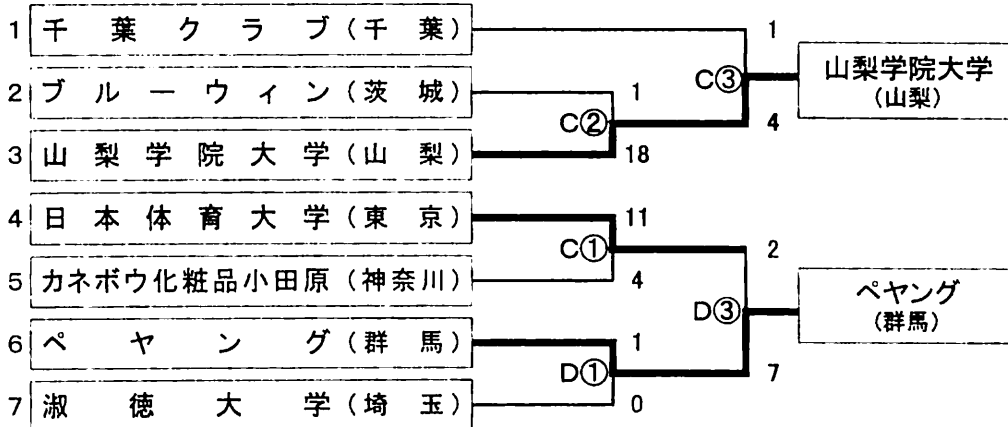 1 千葉クラブ(千葉)
1
山梨学院大学
(山梨)
C③
2 ブルーウィン(茨城)
1
C②
4
3 山梨学院大学(山梨)
18
4 日本体育大学(東京)
11
C①
2
5 カネボウ化粧品小田原(神奈川)
4
ペヤング
(群馬)
D③
6 ペヤング(群馬)
1
D①
7
7 淑徳大学(埼玉)
0